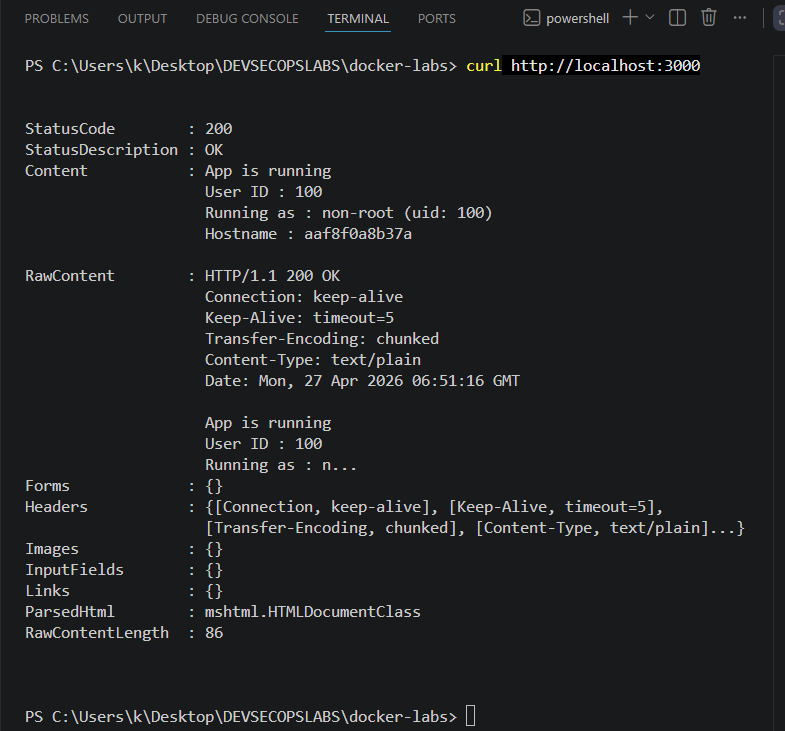 PROBLEMS OUTPUT DEBUG CONSOLE TERMINAL PORTS powershell
PS C:\Users\k\Desktop\DEVSECOPSLABS\docker-labs> curl http://localhost:3000
StatusCode : 200
StatusDescription : OK
Content : App is running
User ID : 100
Running as : non-root (uid: 100)
Hostname : aaf8f0a8b37a
RawContent : HTTP/1.1 200 OK
Connection: keep-alive
Keep-Alive: timeout=5
Transfer-Encoding: chunked
Content-Type: text/plain
Date: Mon, 27 Apr 2026 06:51:16 GMT
App is running
User ID : 100
Running as : n...
Forms : {}
Headers : {[Connection, keep-alive], [Keep-Alive, timeout=5],
[Transfer-Encoding, chunked], [Content-Type, text/plain]...}
Images : {}
InputFields : {}
Links : {}
ParsedHtml : mshtml.HTMLDocumentClass
RawContentLength : 86
PS C:\Users\k\Desktop\DEVSECOPSLABS\docker-labs>